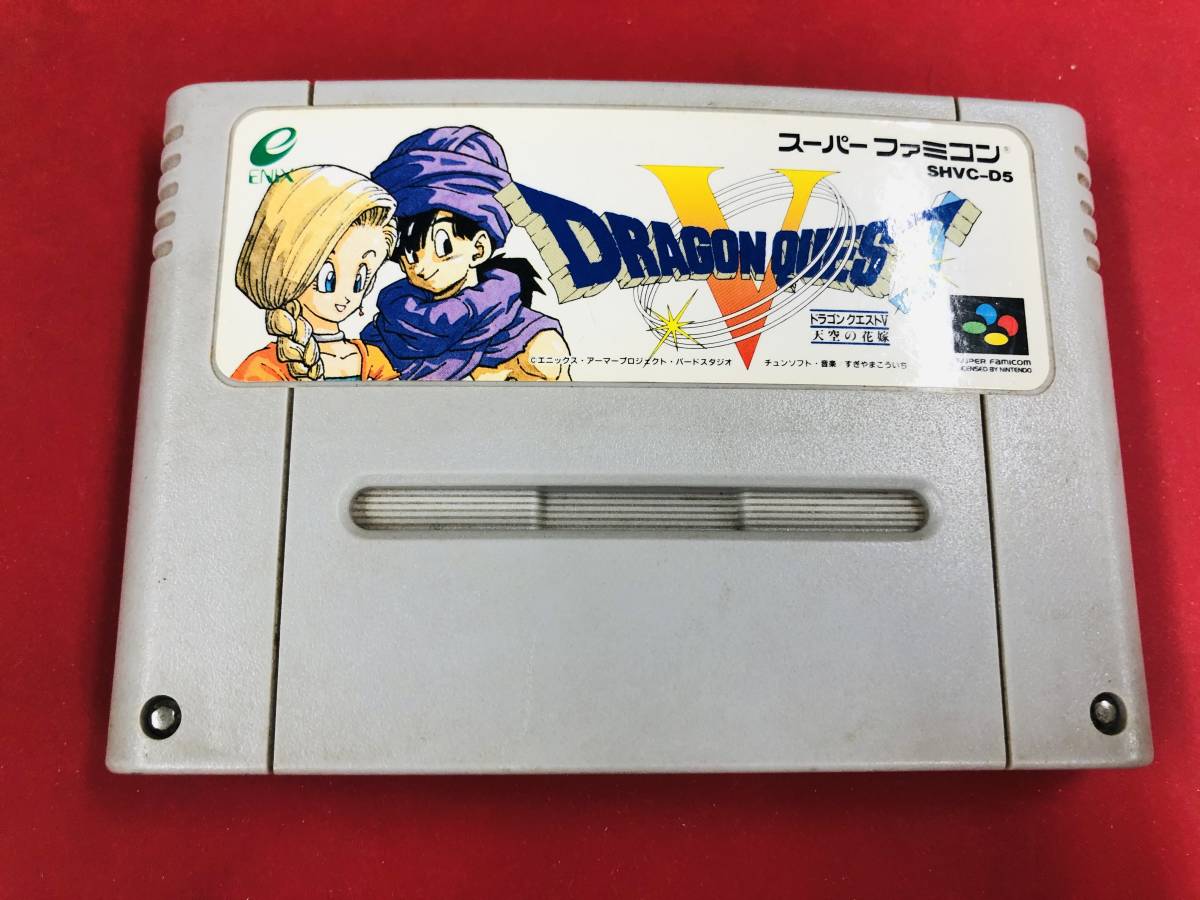 ENIX
スーパーファミコン®
SHVC-D5
DRAGON QUEST
V
ドラゴンクエストV
天空の花嫁
©エニックス・アーマープロジェクト・バードスタジオ チュンソフト・音楽 すぎやまこういち
SUPER FAMICOM
LICENSED BY NINTENDO